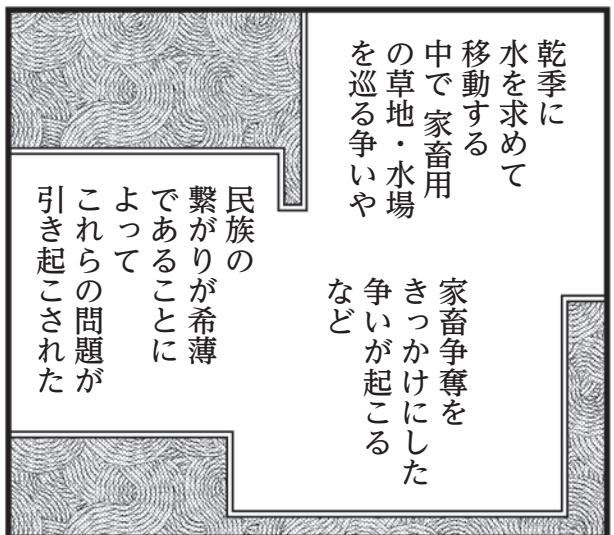 乾季に
水を求めて
移動する
中で 家畜用
の草地・水場
を巡る争いや
家畜争奪を
きっかけにした
争いが起こる
など
民族の
繋がりが希薄
であることに
よって
これらの問題が
引き起こされた